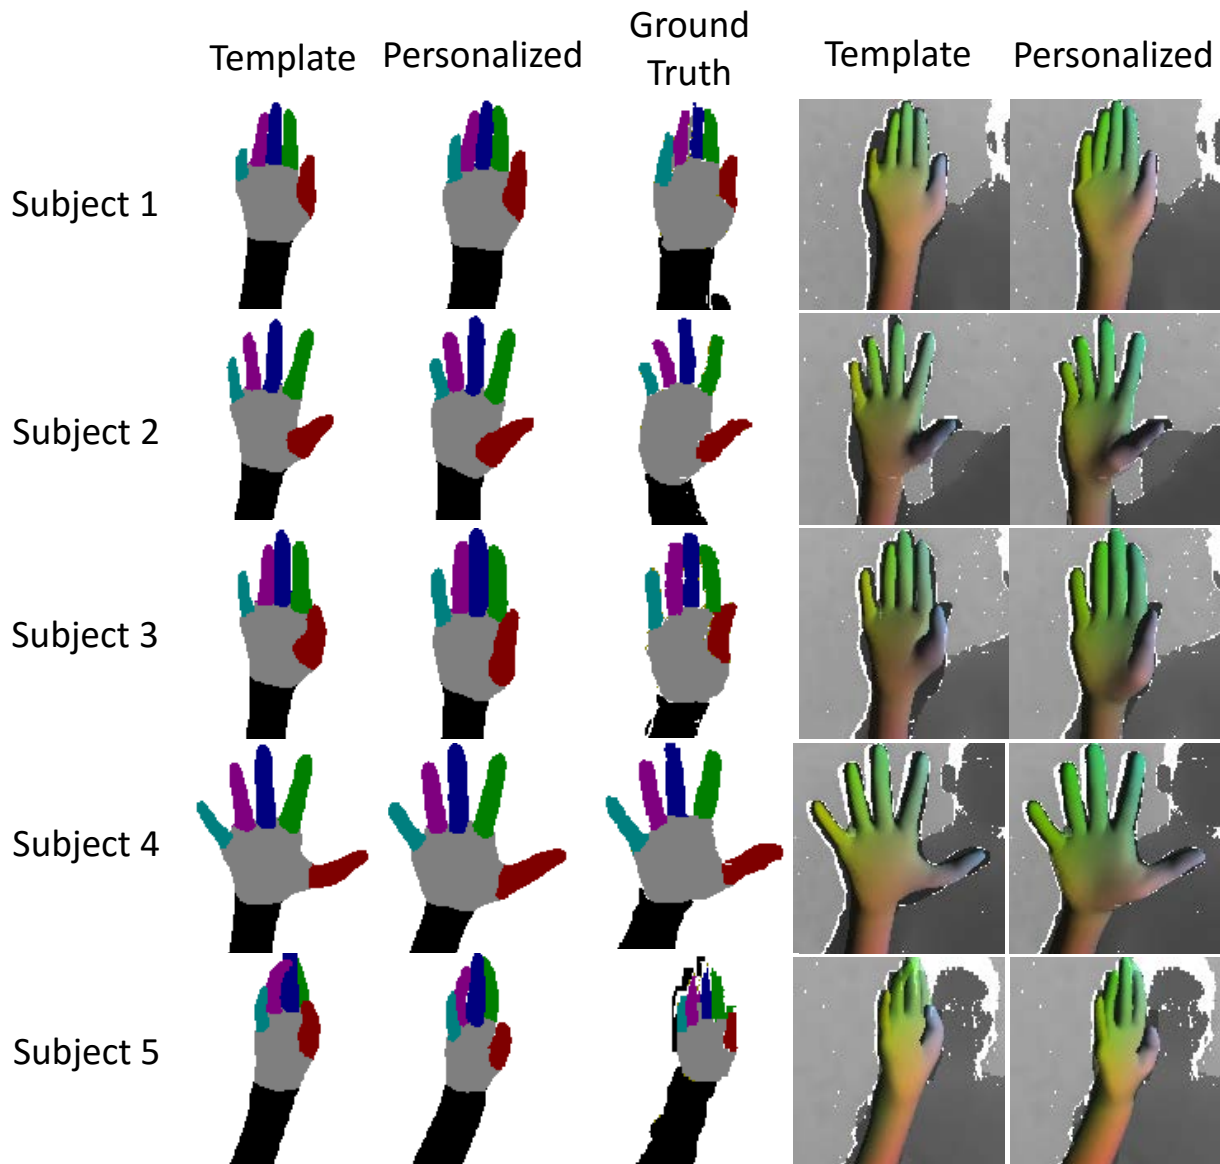 Template Personalized Ground Truth Template Personalized
Subject 1
Subject 2
Subject 3
Subject 4
Subject 5